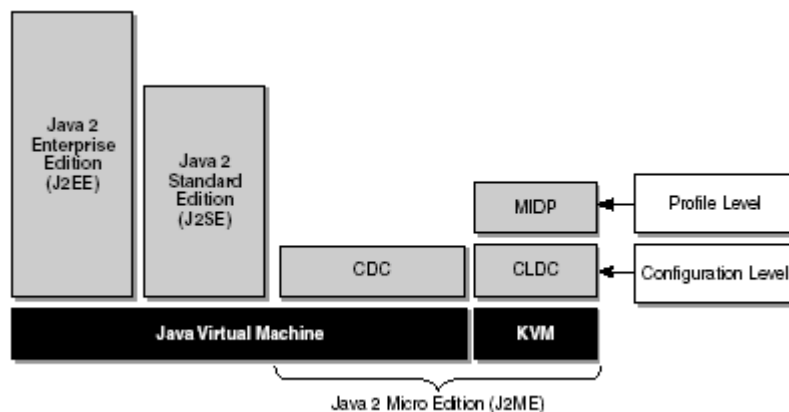 Java 2
Enterprise
Edition
(J2EE)
Java 2
Standard
Edition
(J2SE)
MIDP
Profile Level
CDC
CLDC
Configuration Level
Java Virtual Machine
KVM
Java 2 Micro Edition (J2ME)